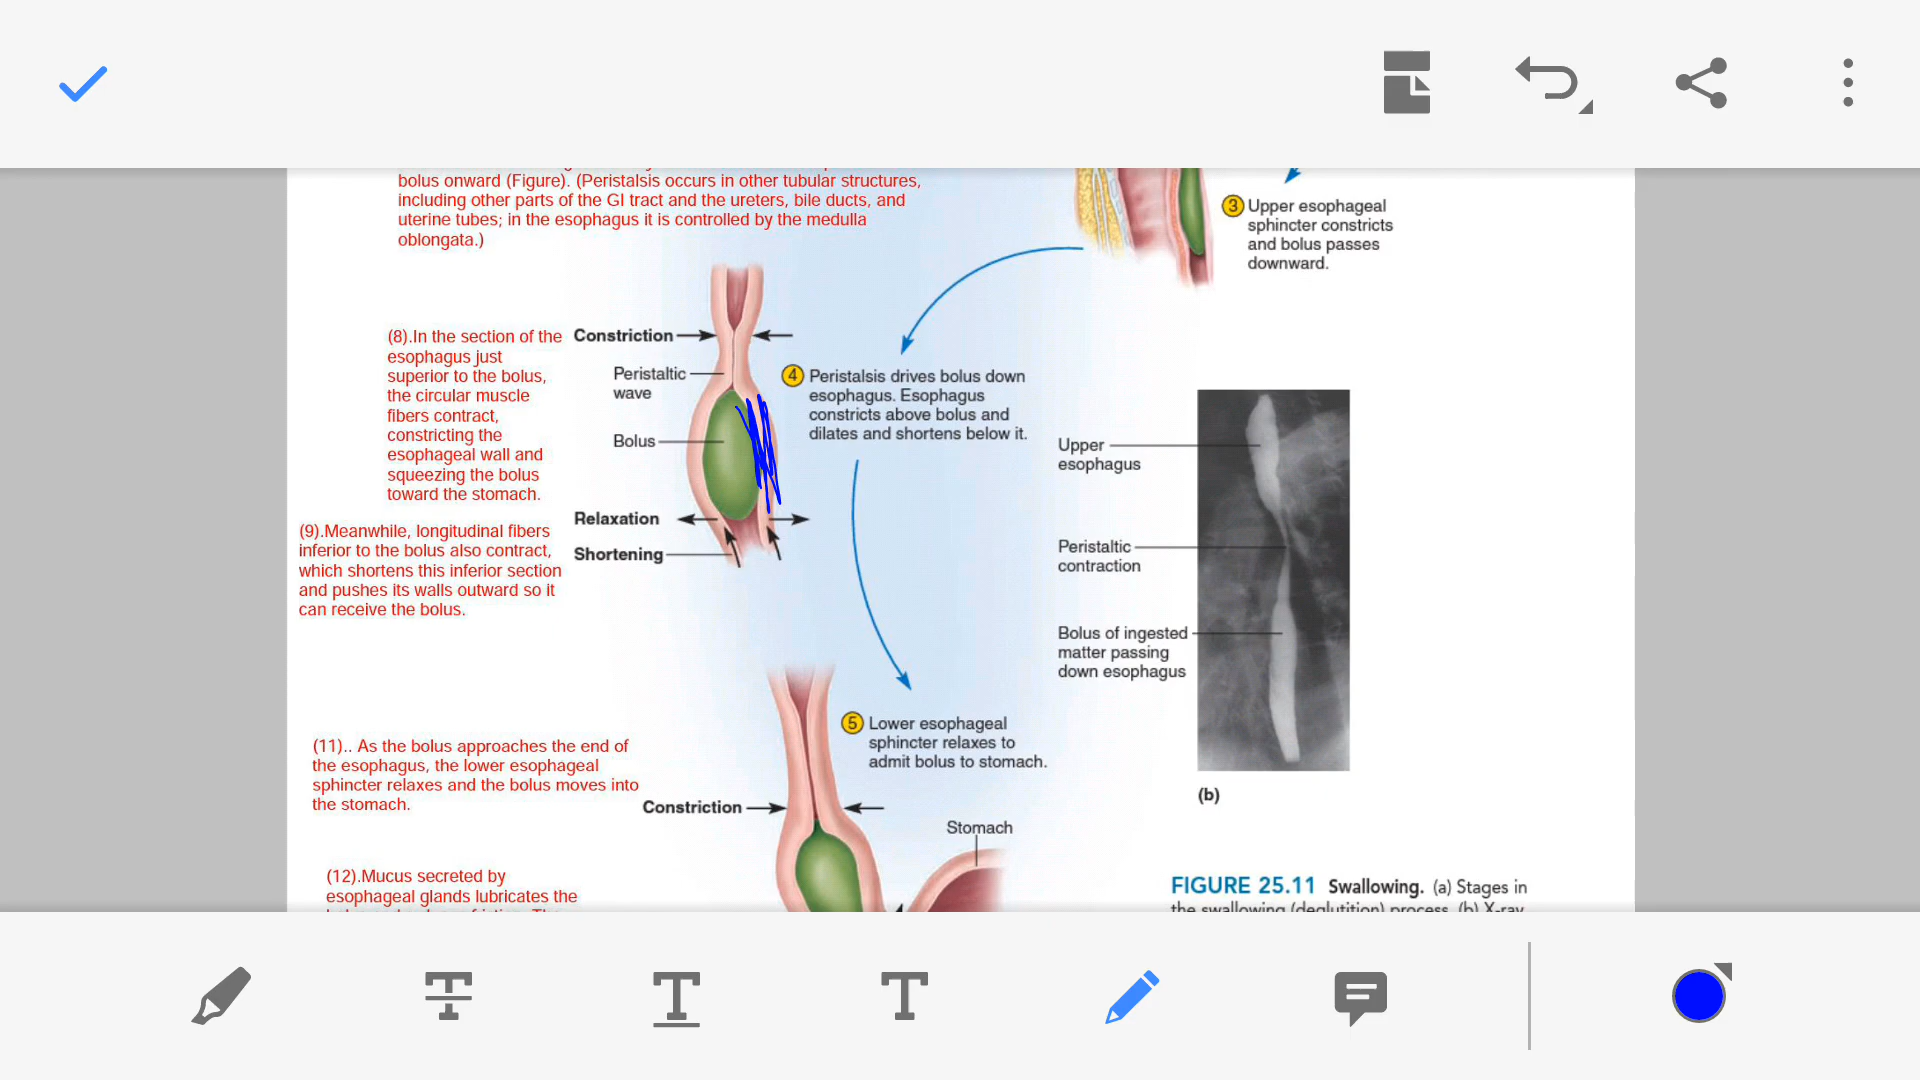 bolus onward (Figure). (Peristalsis occurs in other tubular structures,
including other parts of the GI tract and the ureters, bile ducts, and
uterine tubes; in the esophagus it is controlled by the medulla
oblongata.)
3 Upper esophageal
sphincter constricts
and bolus passes
downward.
(8).In the section of the
esophagus just
superior to the bolus,
the circular muscle
fibers contract,
constricting the
esophageal wall and
squeezing the bolus
toward the stomach.
Constriction
Peristaltic
wave
Bolus
Relaxation
Shortening
4 Peristalsis drives bolus down
esophagus. Esophagus
constricts above bolus and
dilates and shortens below it.
(9).Meanwhile, longitudinal fibers
inferior to the bolus also contract,
which shortens this inferior section
and pushes its walls outward so it
can receive the bolus.
Upper
esophagus
Peristaltic
contraction
Bolus of ingested
matter passing
down esophagus
(b)
5 Lower esophageal
sphincter relaxes to
admit bolus to stomach.
(11).. As the bolus approaches the end of
the esophagus, the lower esophageal
sphincter relaxes and the bolus moves into
the stomach.
Constriction
Stomach
(12).Mucus secreted by
esophageal glands lubricates the
FIGURE 25.11 Swallowing. (a) Stages in
the swallowing (deglutition) process. (b) X-ray